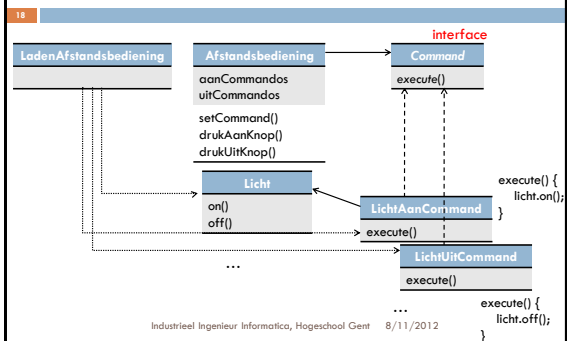 18
interface
LadenAfstandsbediening
Afstandsbediening
aanCommandos
uitCommandos
setCommand()
drukAanKnop()
drukUitKnop()
Command
execute()
Licht
on()
off()
LichtAanCommand
execute()
execute() {
licht.on();
}
LichtUitCommand
execute()
...
...
execute() {
licht.off();
}
Industrieel Ingenieur Informatica, Hogeschool Gent 8/11/2012